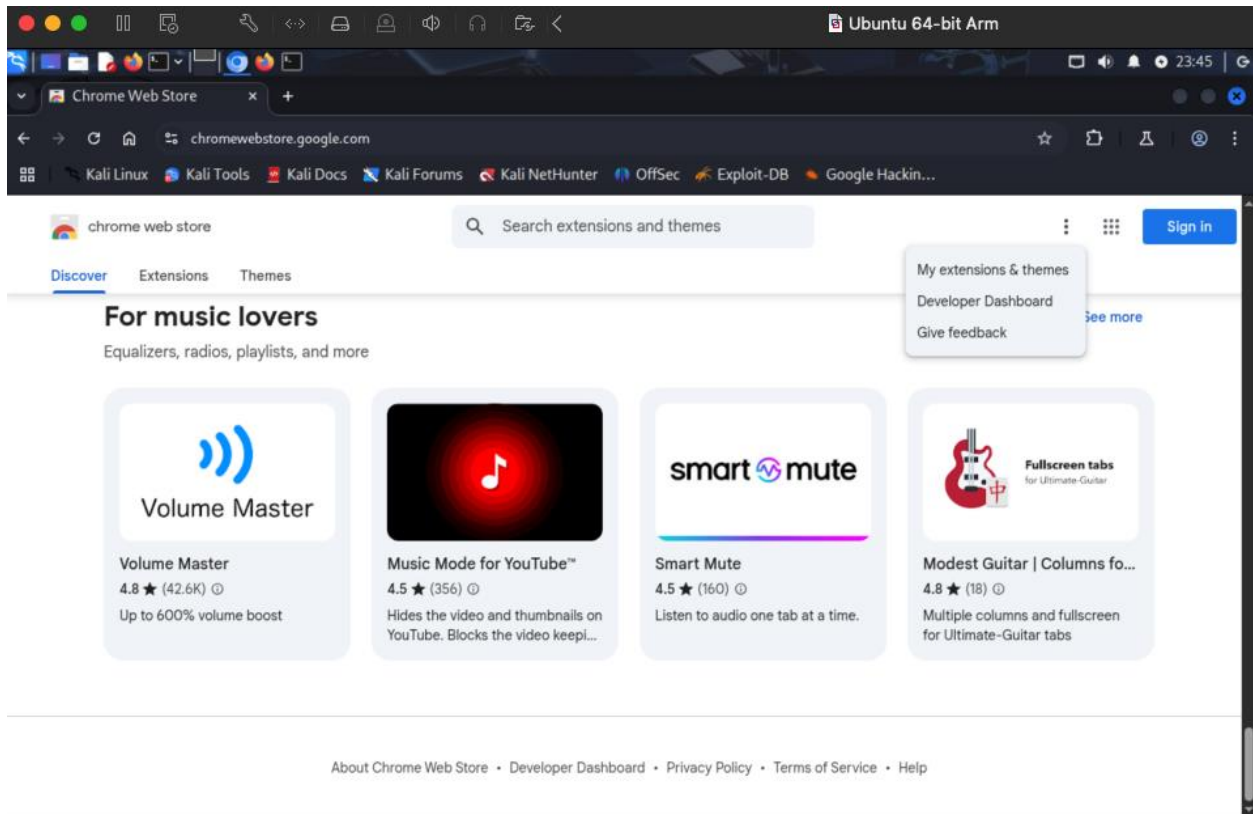 Ubuntu 64-bit Arm
23:45
Chrome Web Store
chromewebstore.google.com
Kali Linux Kali Tools Kali Docs Kali Forums Kali NetHunter OffSec Exploit-DB Google Hackin...
chrome web store Search extensions and themes Sign in
Discover Extensions Themes
My extensions & themes
Developer Dashboard
Give feedback
For music lovers
See more
Equalizers, radios, playlists, and more
Volume Master
Volume Master
4.8 ★ (42.6K)
Up to 600% volume boost
Music Mode for YouTube™
4.5 ★ (356)
Hides the video and thumbnails on
YouTube. Blocks the video keepi...
smart mute
Smart Mute
4.5 ★ (160)
Listen to audio one tab at a time.
中
Fullscreen tabs
for Ultimate-Guitar
Modest Guitar | Columns fo...
4.8 ★ (18)
Multiple columns and fullscreen
for Ultimate-Guitar tabs
About Chrome Web Store • Developer Dashboard • Privacy Policy • Terms of Service • Help